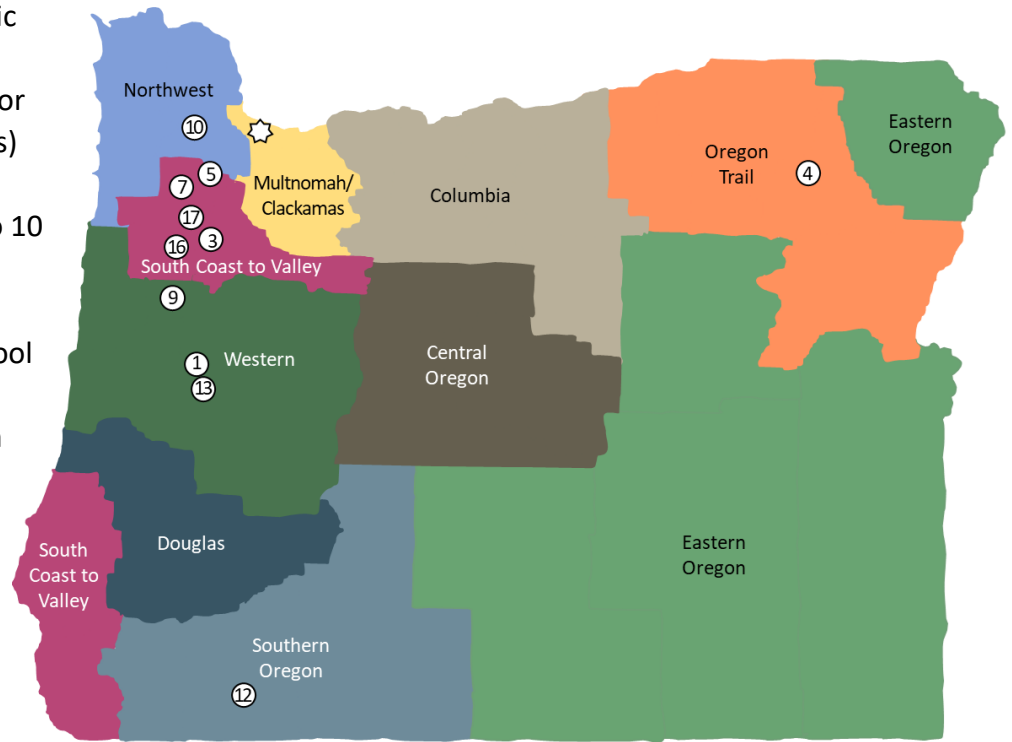 ic
or
s)
10
ool
Northwest
10
5
7
17
16
3
South Coast to Valley
Multnomah/
Clackamas
Columbia
Oregon
Trail
4
Eastern
Oregon
9
1
Western
13
Central
Oregon
Douglas
South
Coast to
Valley
Southern
Oregon
12
Eastern
Oregon